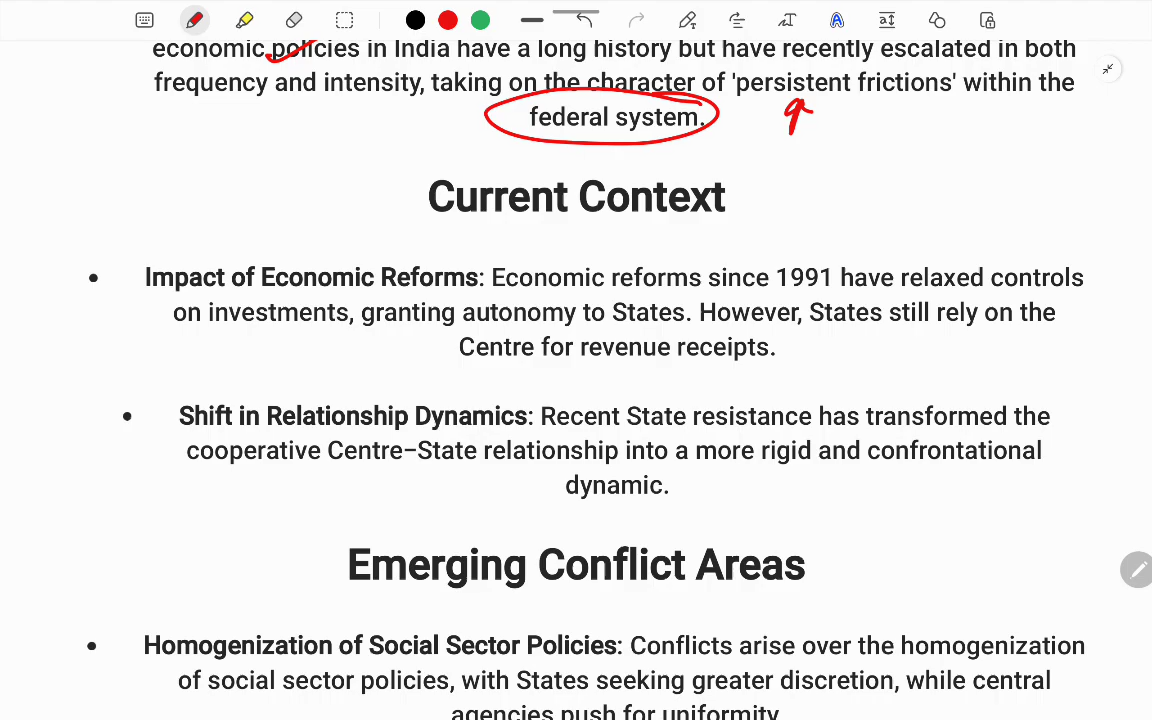 economic policies in India have a long history but have recently escalated in both
frequency and intensity, taking on the character of 'persistent frictions' within the
federal system.
Current Context
• Impact of Economic Reforms: Economic reforms since 1991 have relaxed controls
on investments, granting autonomy to States. However, States still rely on the
Centre for revenue receipts.
• Shift in Relationship Dynamics: Recent State resistance has transformed the
cooperative Centre–State relationship into a more rigid and confrontational
dynamic.
Emerging Conflict Areas
• Homogenization of Social Sector Policies: Conflicts arise over the homogenization
of social sector policies, with States seeking greater discretion, while central
agencies push for uniformity.